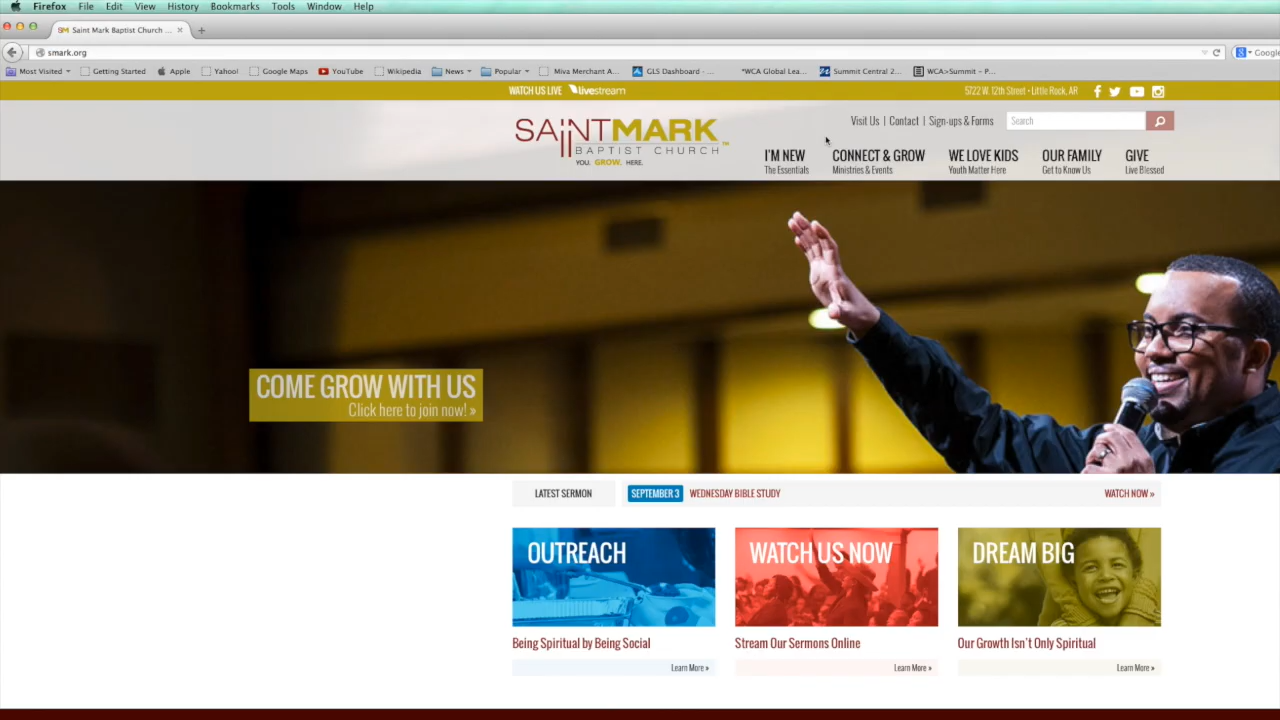 Firefox File Edit View History Bookmarks Tools Window Help
SM Saint Mark Baptist Church ... × +
smark.org
Google
Most Visited Getting Started Apple Yahoo! Google Maps YouTube Wikipedia News Popular Miva Merchant A... GLS Dashboard - ... *WCA Global Lea... Summit Central 2... WCA>Summit – P...
WATCH US LIVE livestream
5722 W. 12th Street • Little Rock, AR
Visit Us | Contact | Sign-ups & Forms
Search
SAINTMARK™
BAPTIST CHURCH
YOU. GROW. HERE.
I'M NEW
The Essentials
CONNECT & GROW
Ministries & Events
WE LOVE KIDS
Youth Matter Here
OUR FAMILY
Get to Know Us
GIVE
Live Blessed
COME GROW WITH US
Click here to join now! »
LATEST SERMON
SEPTEMBER 3 WEDNESDAY BIBLE STUDY
WATCH NOW »
OUTREACH
Being Spiritual by Being Social
Learn More »
WATCH US NOW
Stream Our Sermons Online
Learn More »
DREAM BIG
Our Growth Isn't Only Spiritual
Learn More »